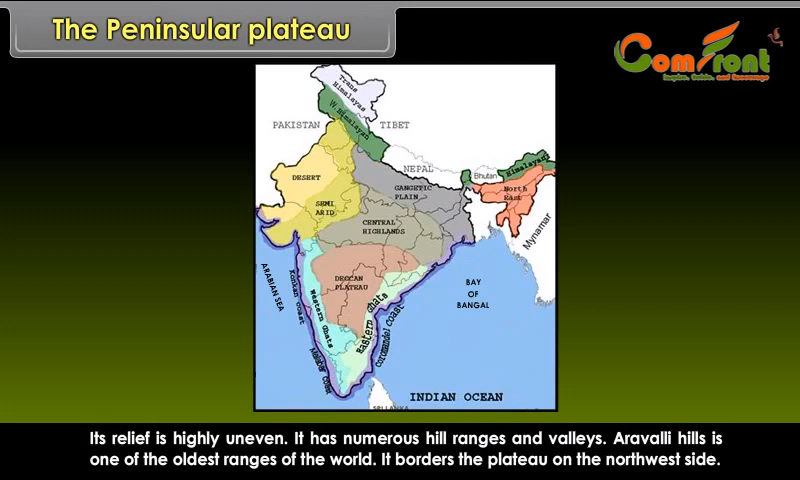 The Peninsular plateau
ComFront
Inspire, Guide, and Encourage
Trans
Himalayas
W. Himalayan
PAKISTAN
TIBET
NEPAL
Bhutan
Himalayan
DESERT
GANGETIC
PLAIN
North
East
SEMI
ARID
CENTRAL
HIGHLANDS
Mynamar
ARABIAN SEA
Konkan coast
Western Ghats
DECCAN
PLATEAU
Eastern Ghats
Coromandel Coast
BAY
OF
BANGAL
Malabar Coast
INDIAN OCEAN
SRI LANKA
Its relief is highly uneven. It has numerous hill ranges and valleys. Aravalli hills is
one of the oldest ranges of the world. It borders the plateau on the northwest side.